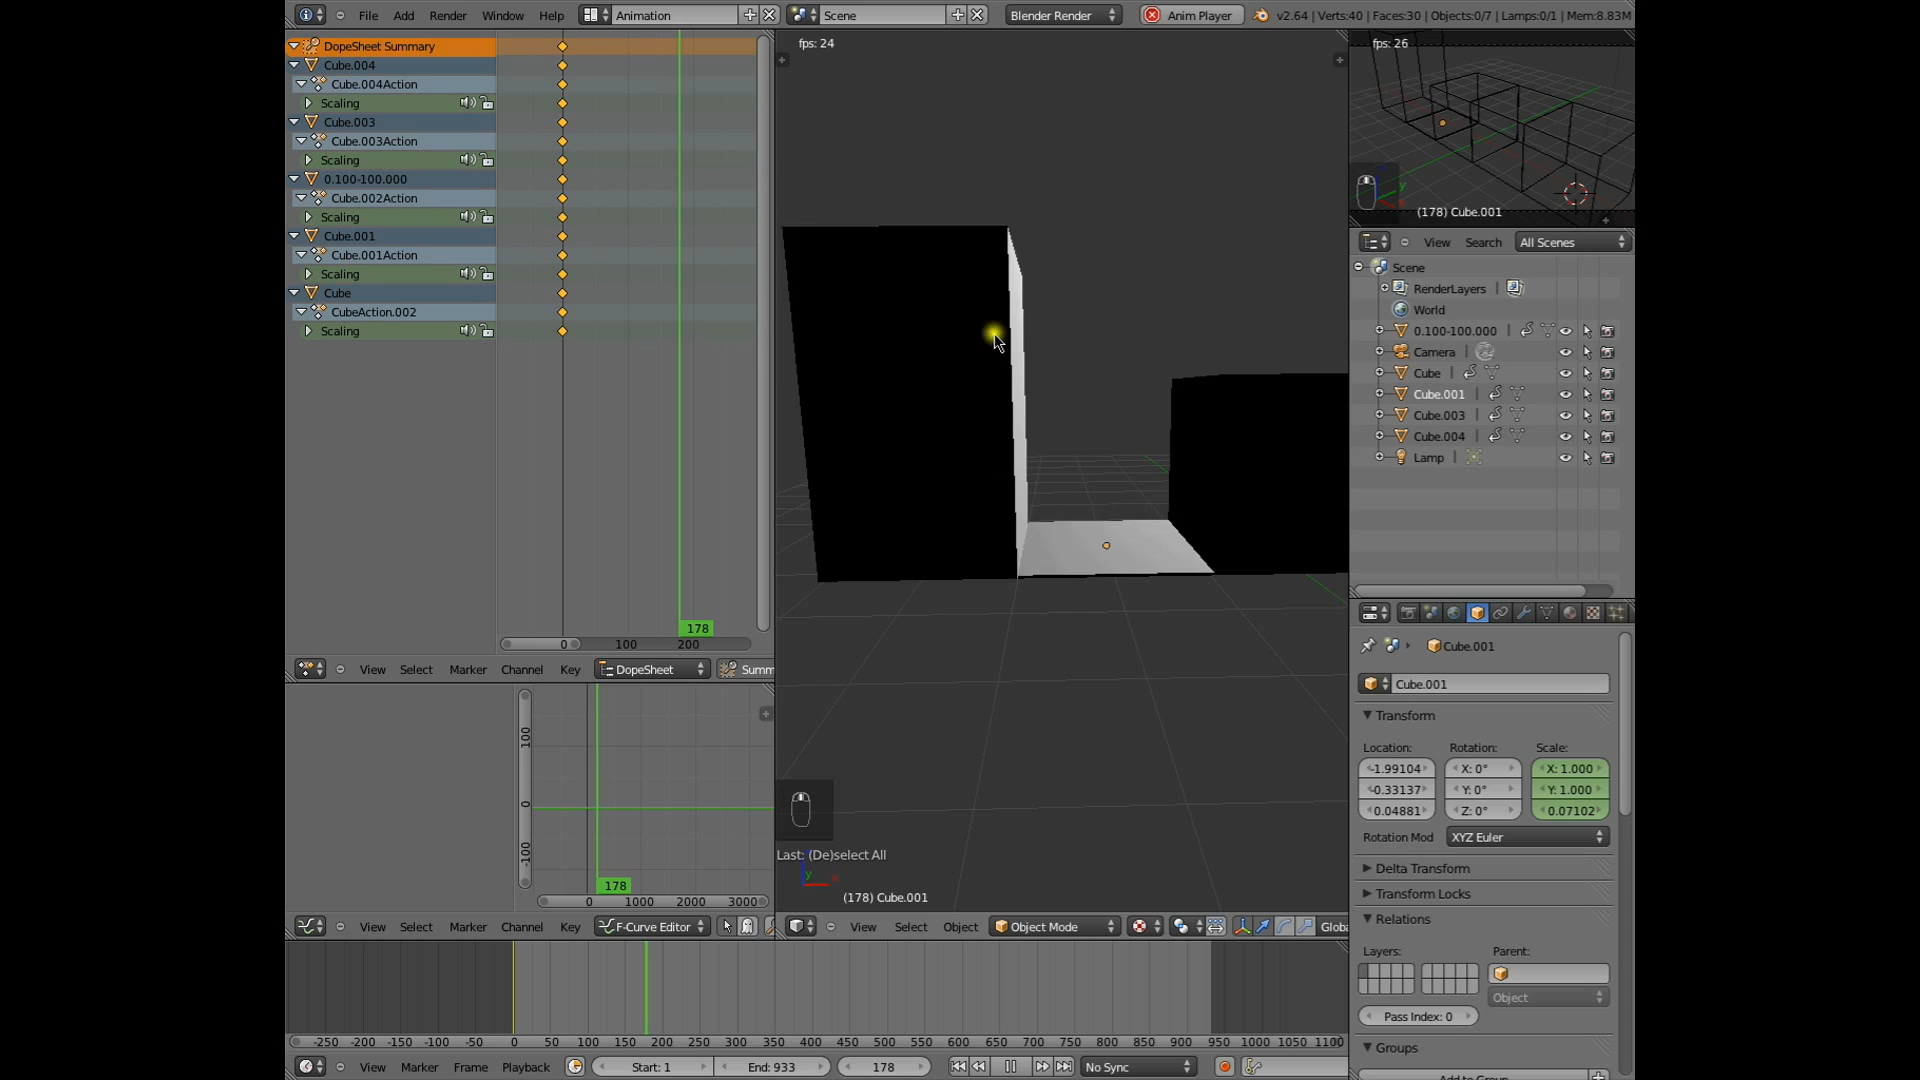 File Add Render Window Help Animation Scene Blender Render Anim Player v2.64 | Verts:40 | Faces:30 | Objects:0/7 | Lamps:0/1 | Mem:8.83M
DopeSheet Summary
Cube.004
Cube.004Action
Scaling
Cube.003
Cube.003Action
Scaling
0.100-100.000
Cube.002Action
Scaling
Cube.001
Cube.001Action
Scaling
Cube
CubeAction.002
Scaling
178
0 100 200
View Select Marker Channel Key DopeSheet Summ
100
0
-100
178
0 1000 2000 3000
View Select Marker Channel Key F-Curve Editor
fps: 24
Last: (De)select All
y
(178) Cube.001
View Select Object Object Mode Globa
fps: 26
y
(178) Cube.001
View Search All Scenes
Scene
RenderLayers |
World
0.100-100.000 |
Camera |
Cube |
Cube.001 |
Cube.003 |
Cube.004 |
Lamp |
Cube.001
Cube.001
Transform
Location: Rotation: Scale:
-1.99104 X: 0° X: 1.000
-0.33137 Y: 0° Y: 1.000
0.04881 Z: 0° 0.07102
Rotation Mod XYZ Euler
Delta Transform
Transform Locks
Relations
Layers: Parent:
Object
Pass Index: 0
Groups
Add to Group
-250 -200 -150 -100 -50 0 50 100 150 200 250 300 350 400 450 500 550 600 650 700 750 800 850 900 950 1000 1050 1100
View Marker Frame Playback Start: 1 End: 933 178 No Sync